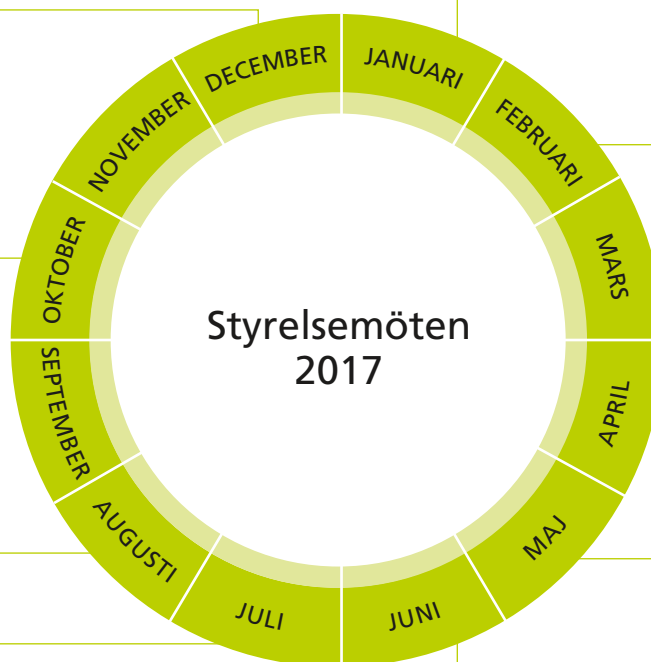 JANUARI
FEBRUARI
MARS
APRIL
MAJ
JUNI
JULI
AUGUSTI
SEPTEMBER
OKTOBER
NOVEMBER
DECEMBER
Styrelsemöten
2017